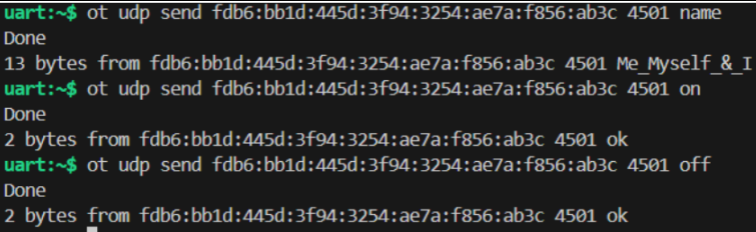 uart:~$ ot udp send fdb6:bb1d:445d:3f94:3254:ae7a:f856:ab3c 4501 name
Done
13 bytes from fdb6:bb1d:445d:3f94:3254:ae7a:f856:ab3c 4501 Me_Myself_&_I
uart:~$ ot udp send fdb6:bb1d:445d:3f94:3254:ae7a:f856:ab3c 4501 on
Done
2 bytes from fdb6:bb1d:445d:3f94:3254:ae7a:f856:ab3c 4501 ok
uart:~$ ot udp send fdb6:bb1d:445d:3f94:3254:ae7a:f856:ab3c 4501 off
Done
2 bytes from fdb6:bb1d:445d:3f94:3254:ae7a:f856:ab3c 4501 ok